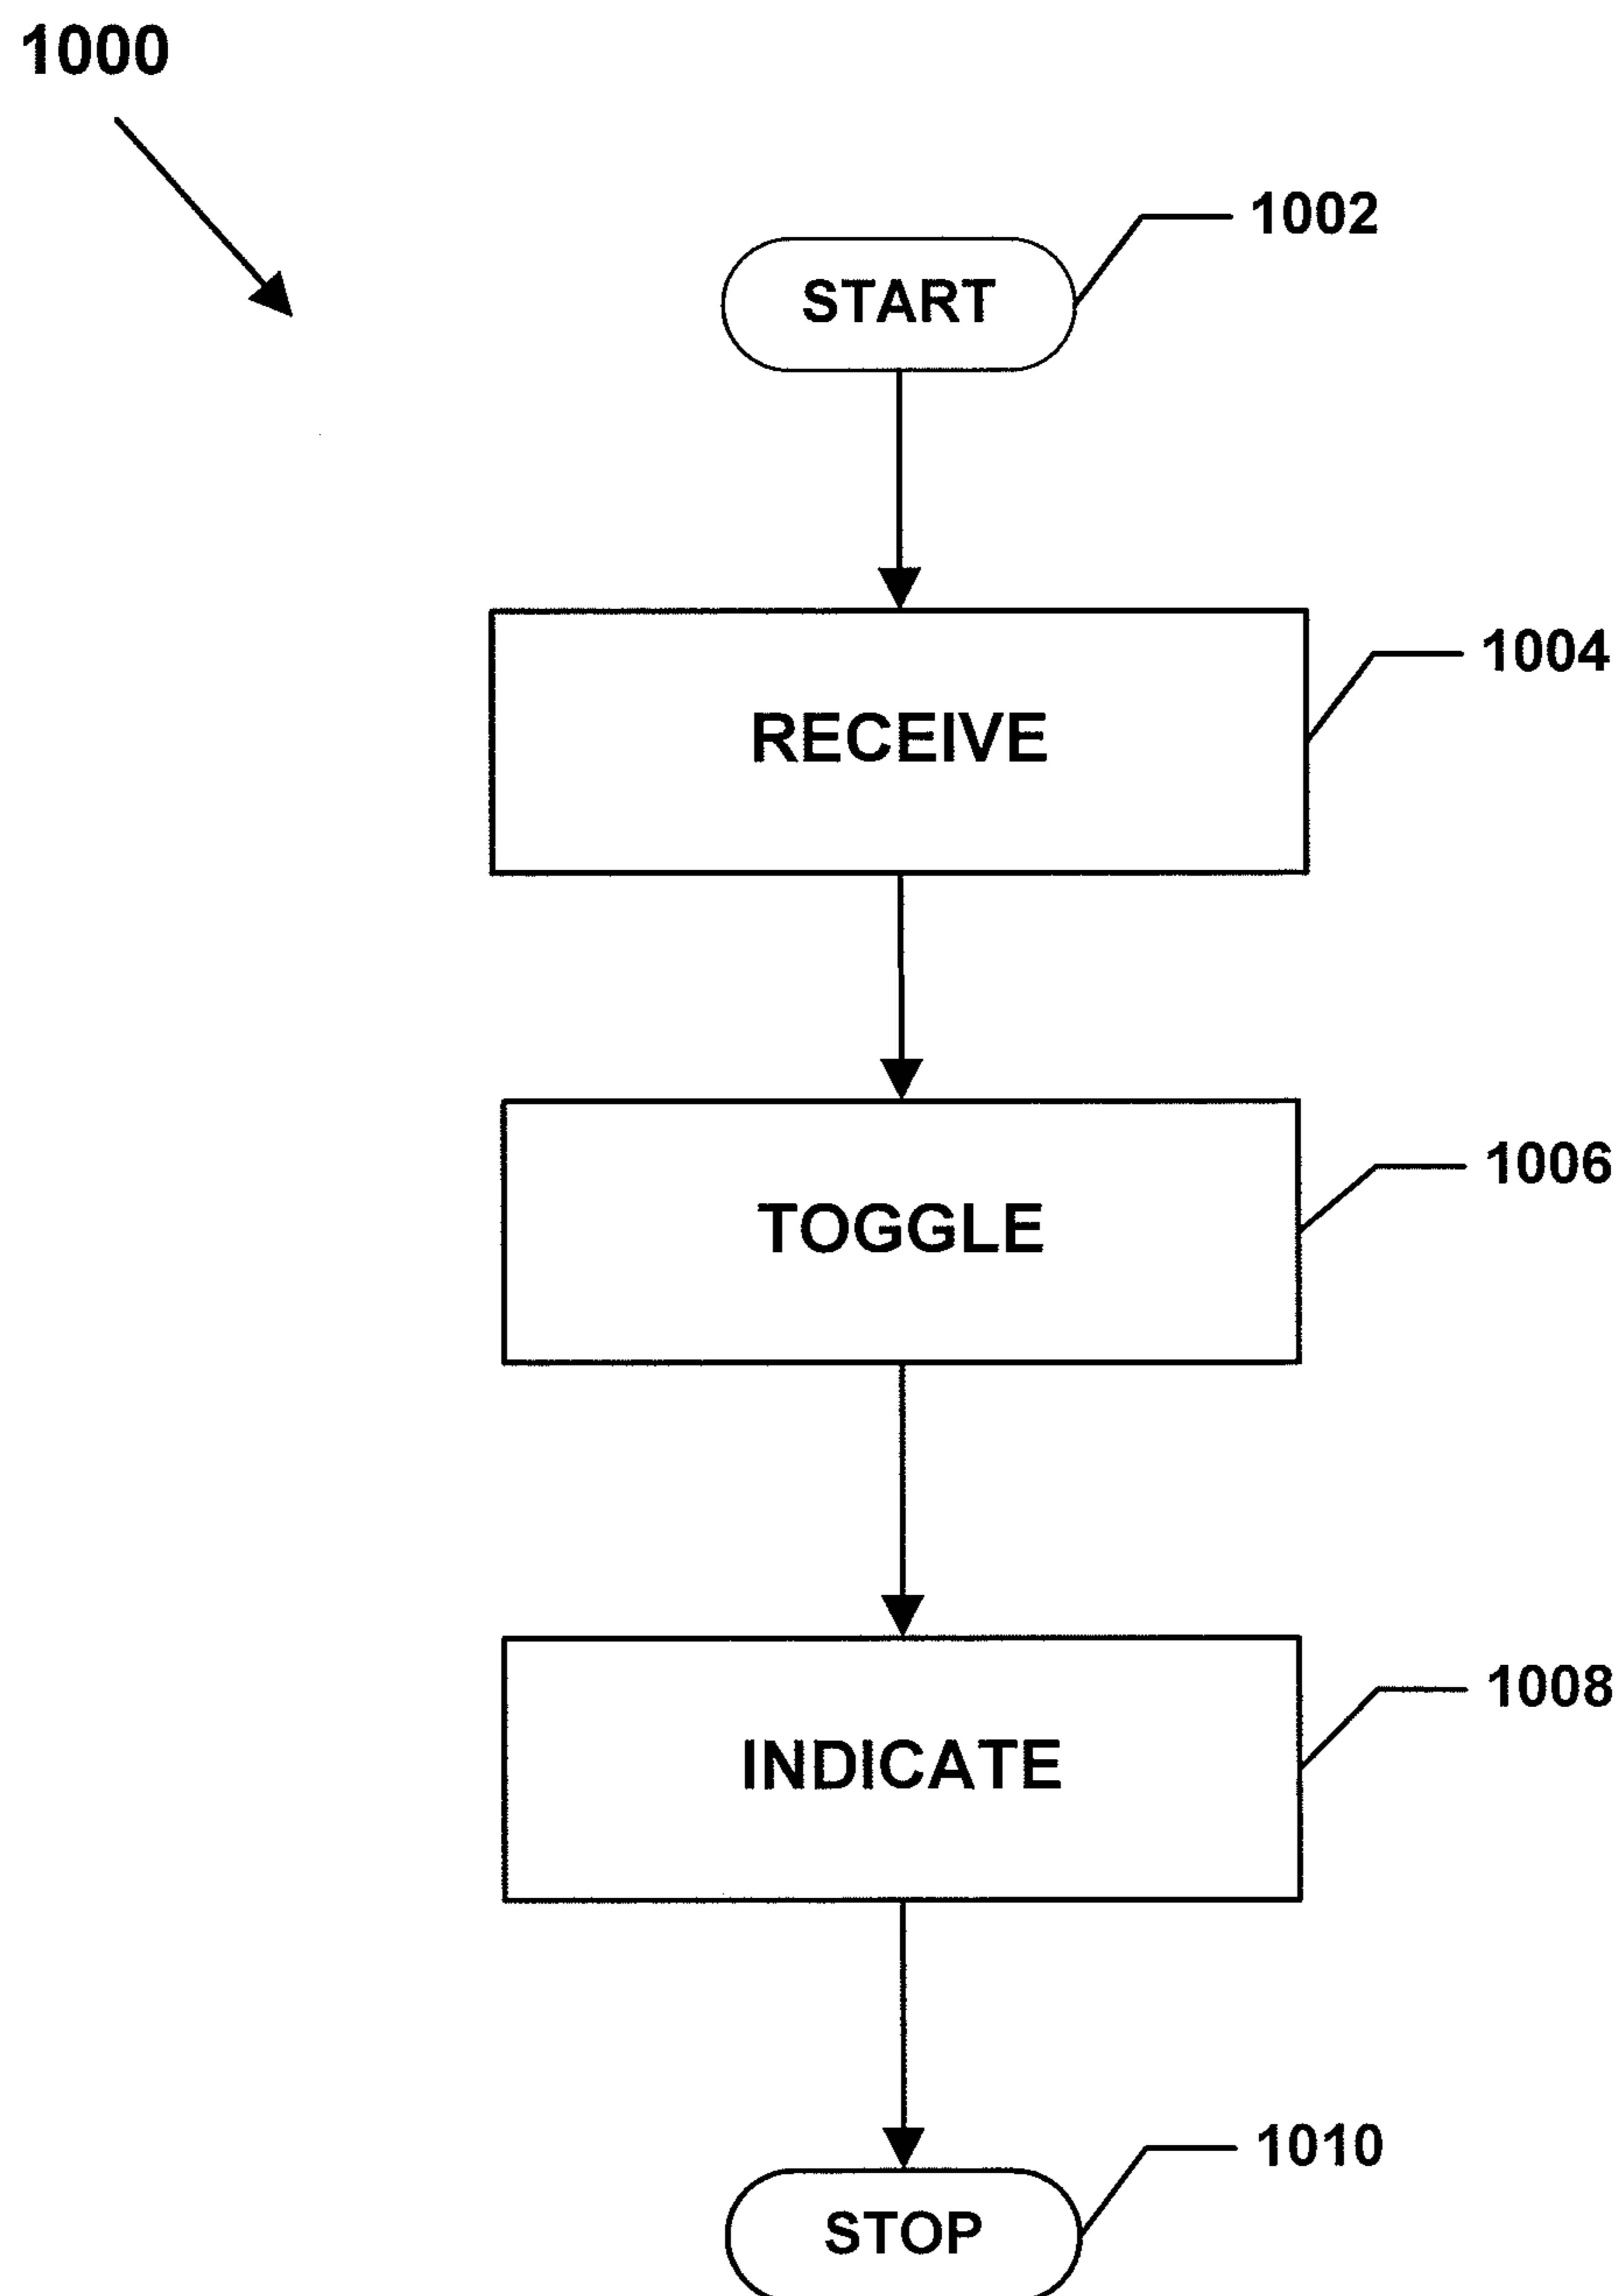 1000
1002
START
1004
RECEIVE
1006
TOGGLE
1008
INDICATE
1010
STOP